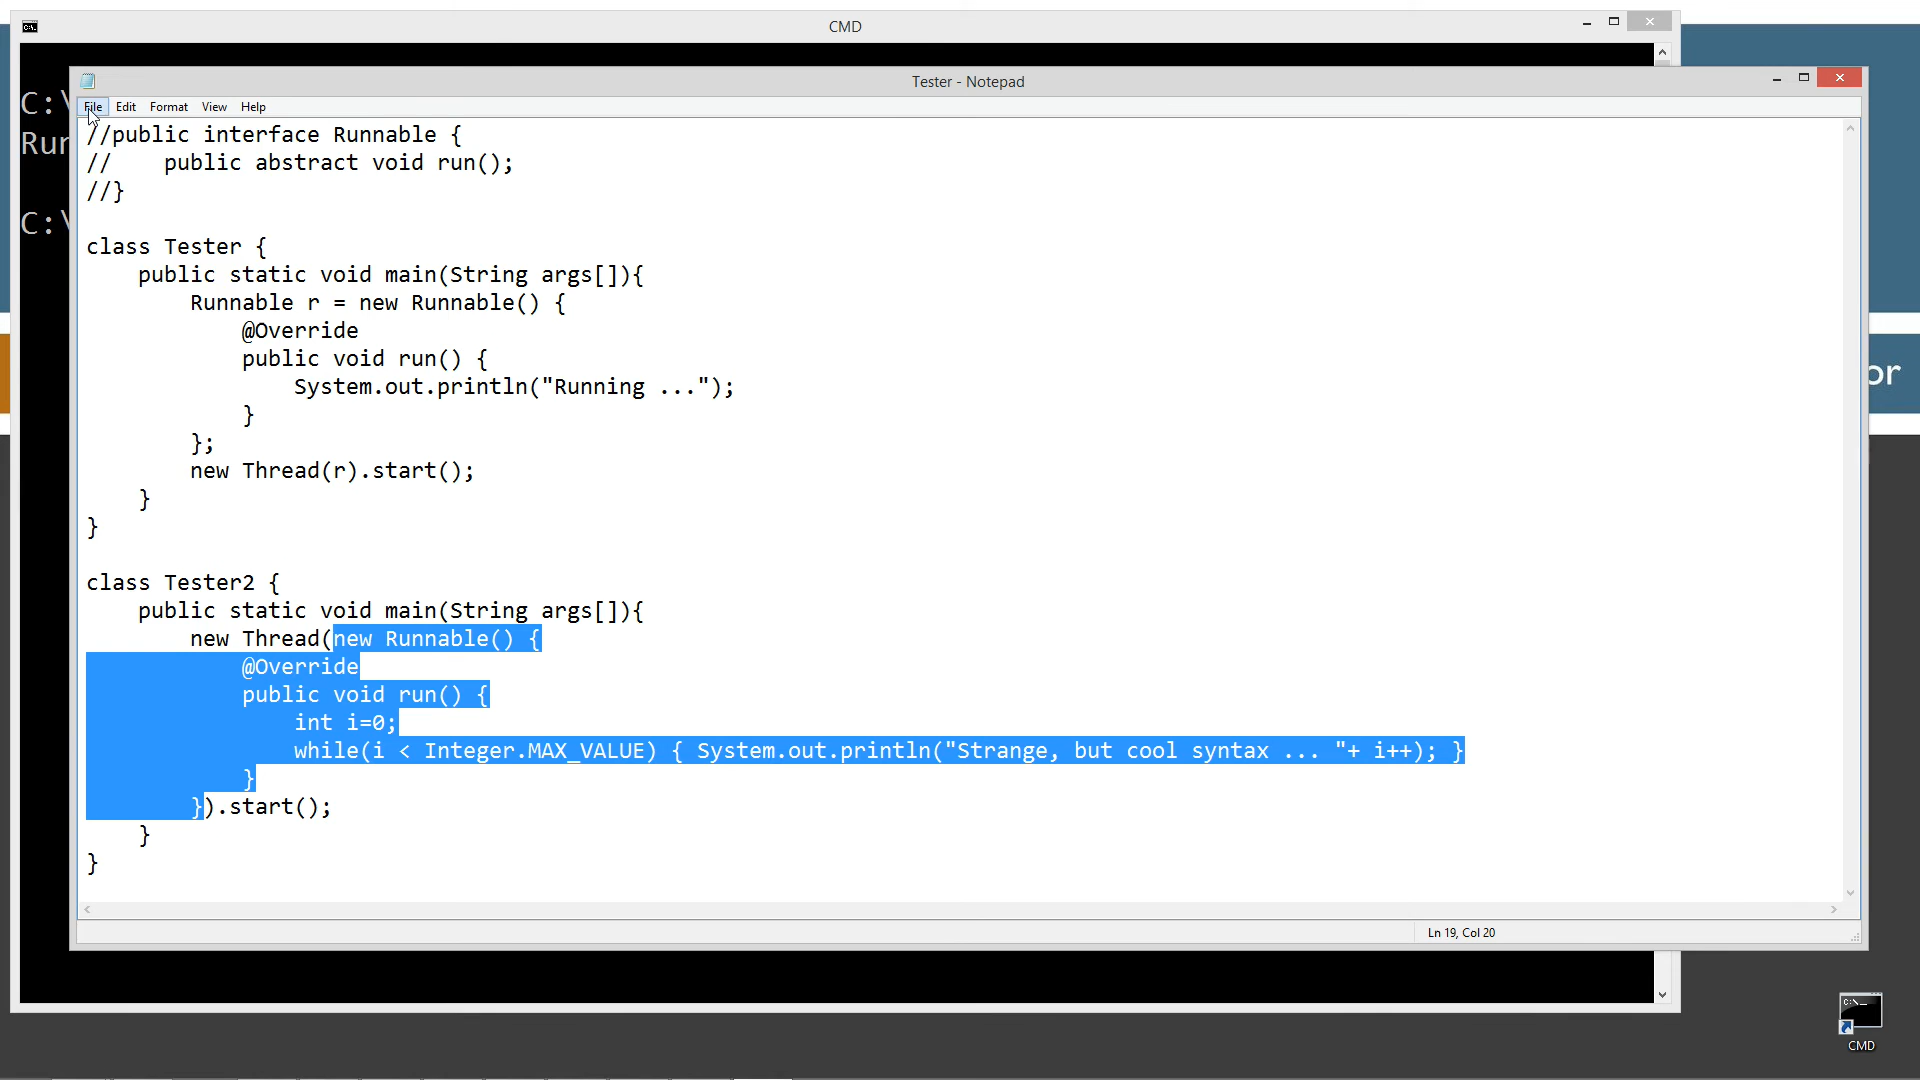 CMD
C:\
Run
C:\
Tester - Notepad
File Edit Format View Help
//public interface Runnable {
//    public abstract void run();
//}
class Tester {
    public static void main(String args[]){
        Runnable r = new Runnable() {
            @Override
            public void run() {
                System.out.println("Running ...");
            }
        };
        new Thread(r).start();
    }
}
class Tester2 {
    public static void main(String args[]){
        new Thread(new Runnable() {
            @Override
            public void run() {
                int i=0;
                while(i < Integer.MAX_VALUE) { System.out.println("Strange, but cool syntax ... "+ i++); }
            }
        }).start();
    }
}
Ln 19, Col 20
or
CMD